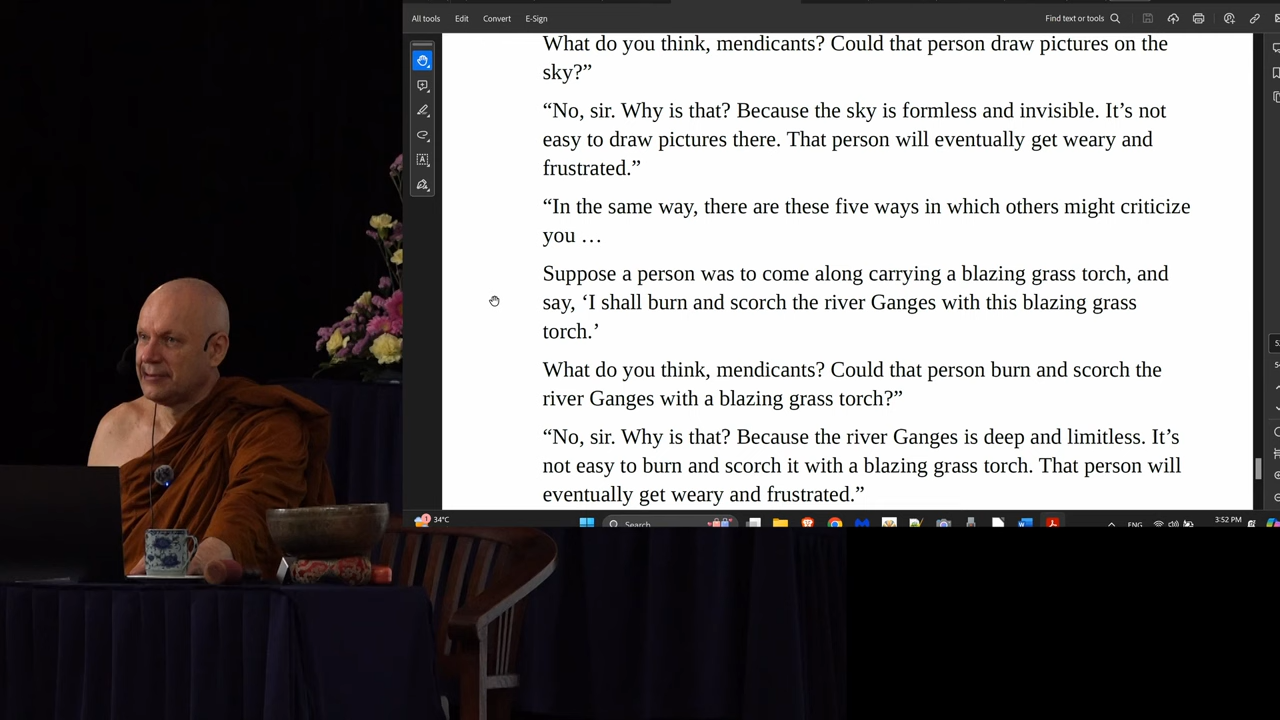 All tools Edit Convert E-Sign Find text or tools
What do you think, mendicants? Could that person draw pictures on the
sky?”
“No, sir. Why is that? Because the sky is formless and invisible. It’s not
easy to draw pictures there. That person will eventually get weary and
frustrated.”
“In the same way, there are these five ways in which others might criticize
you …
Suppose a person was to come along carrying a blazing grass torch, and
say, ‘I shall burn and scorch the river Ganges with this blazing grass
torch.’
What do you think, mendicants? Could that person burn and scorch the
river Ganges with a blazing grass torch?”
“No, sir. Why is that? Because the river Ganges is deep and limitless. It’s
not easy to burn and scorch it with a blazing grass torch. That person will
eventually get weary and frustrated.”
34°C Search ENG 3:52 PM